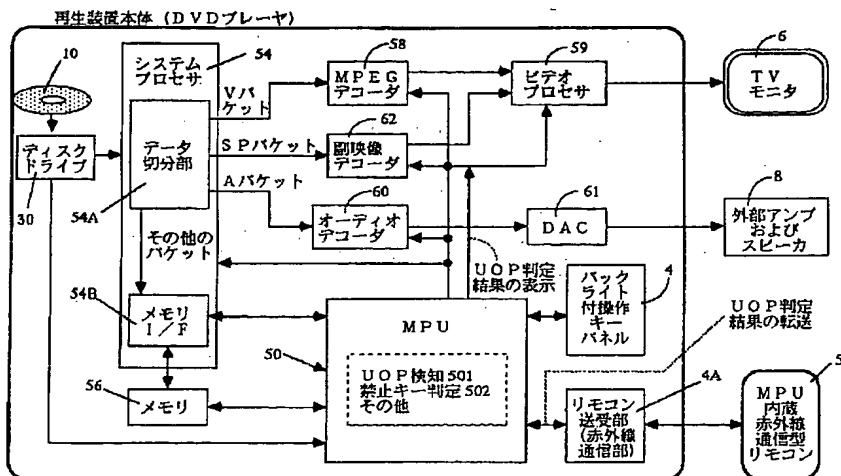 再生装置本体 (DVDプレーヤ)
10
システム
プロセサ
54
Vパ
ケット
58
MPEG
デコーダ
59
ビデオ
プロセサ
6
TV
モニタ
ディスク
ドライブ
30
データ
切分部
54A
SPパケット
62
副映像
デコーダ
Aパケット
60
オーディオ
デコーダ
61
DAC
8
外部アンプ
および
スピーカ
その他の
パケット
UOP判定
結果の表示
4
バック
ライト
付操作
キー
パネル
UOP判定
結果の転送
54B
メモリ
I/F
MPU
50
UOP検知501
禁止キー判定502
その他
56
メモリ
4A
リモコン
送受部
(赤外線
通信部)
5
MPU
内蔵
赤外線
通信型
リモコン